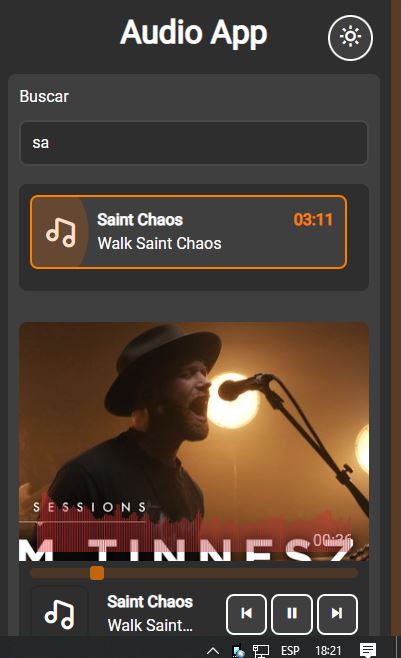 Audio App
Buscar
sa
Saint Chaos 03:11
Walk Saint Chaos
SESSIONS
00:36
M TINNESZ
Saint Chaos
Walk Saint...
ESP 18:21